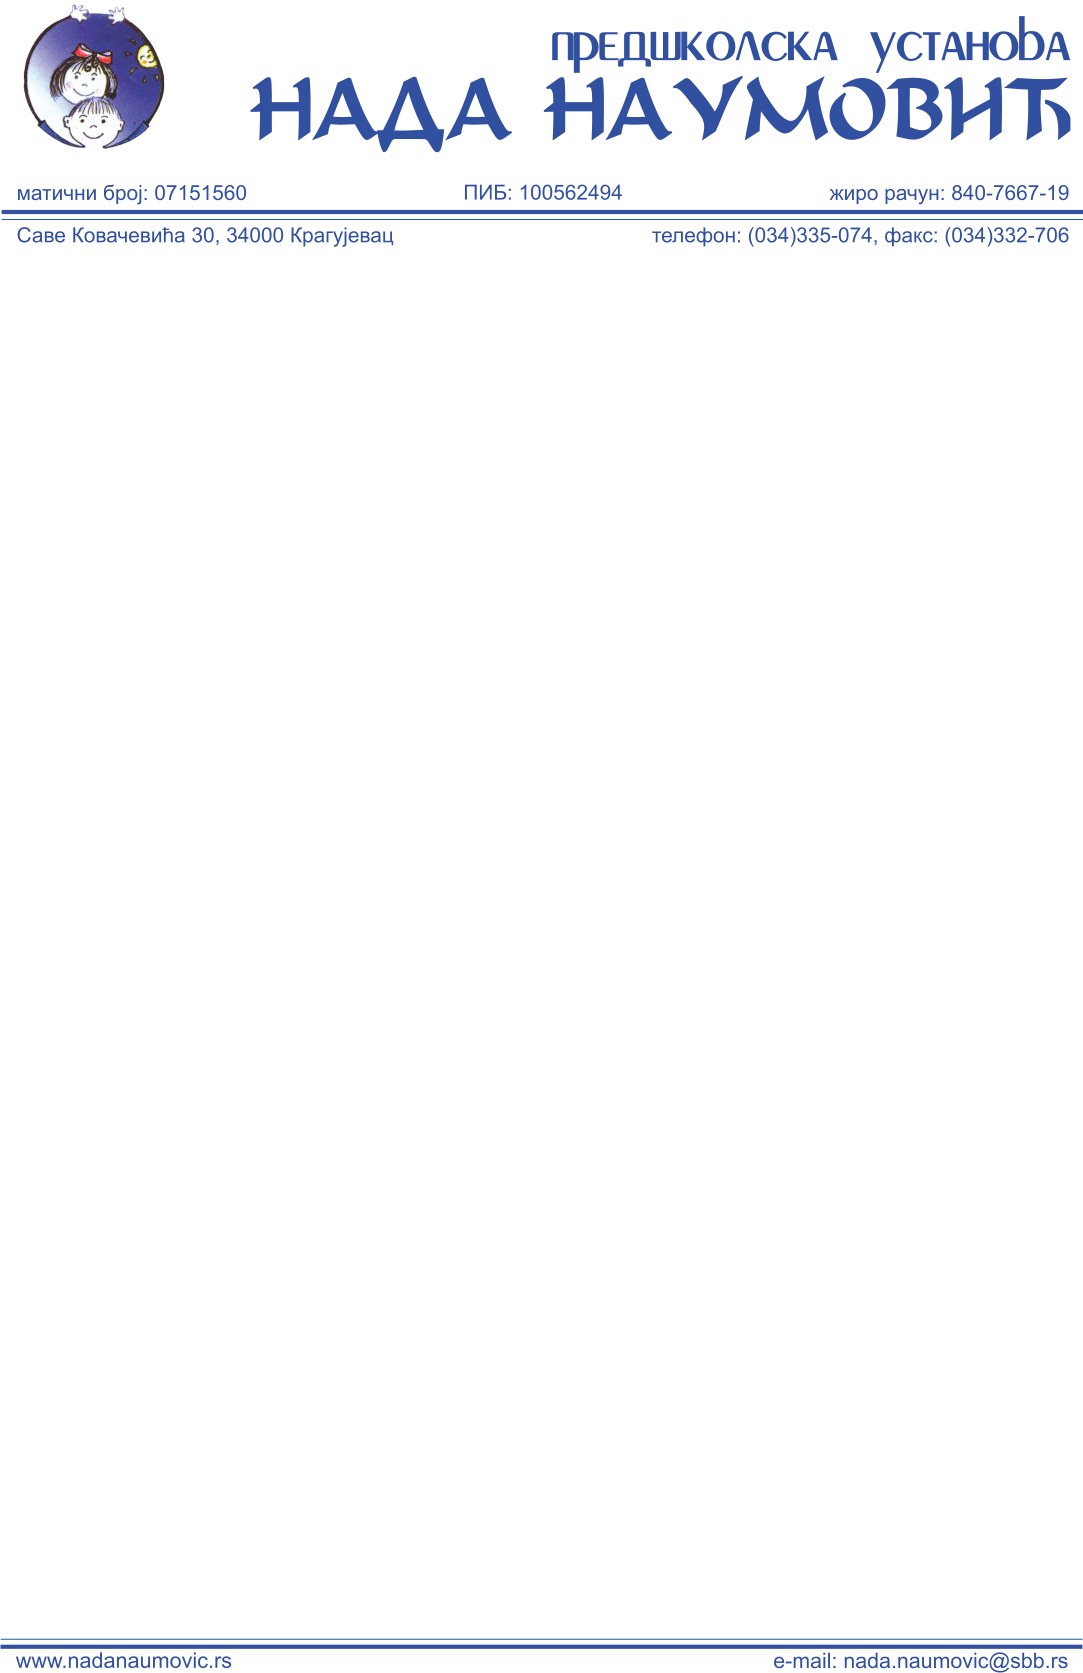 ПРЕДШКОЛСКА УСТАНОВА
НАДА НАУМОВИЋ
матични број: 07151560 ПИБ: 100562494 жиро рачун: 840-7667-19
Саве Ковачевића 30, 34000 Крагујевац телефон: (034)335-074, факс: (034)332-706
www.nadanaumovic.rs e-mail: nada.naumovic@sbb.rs